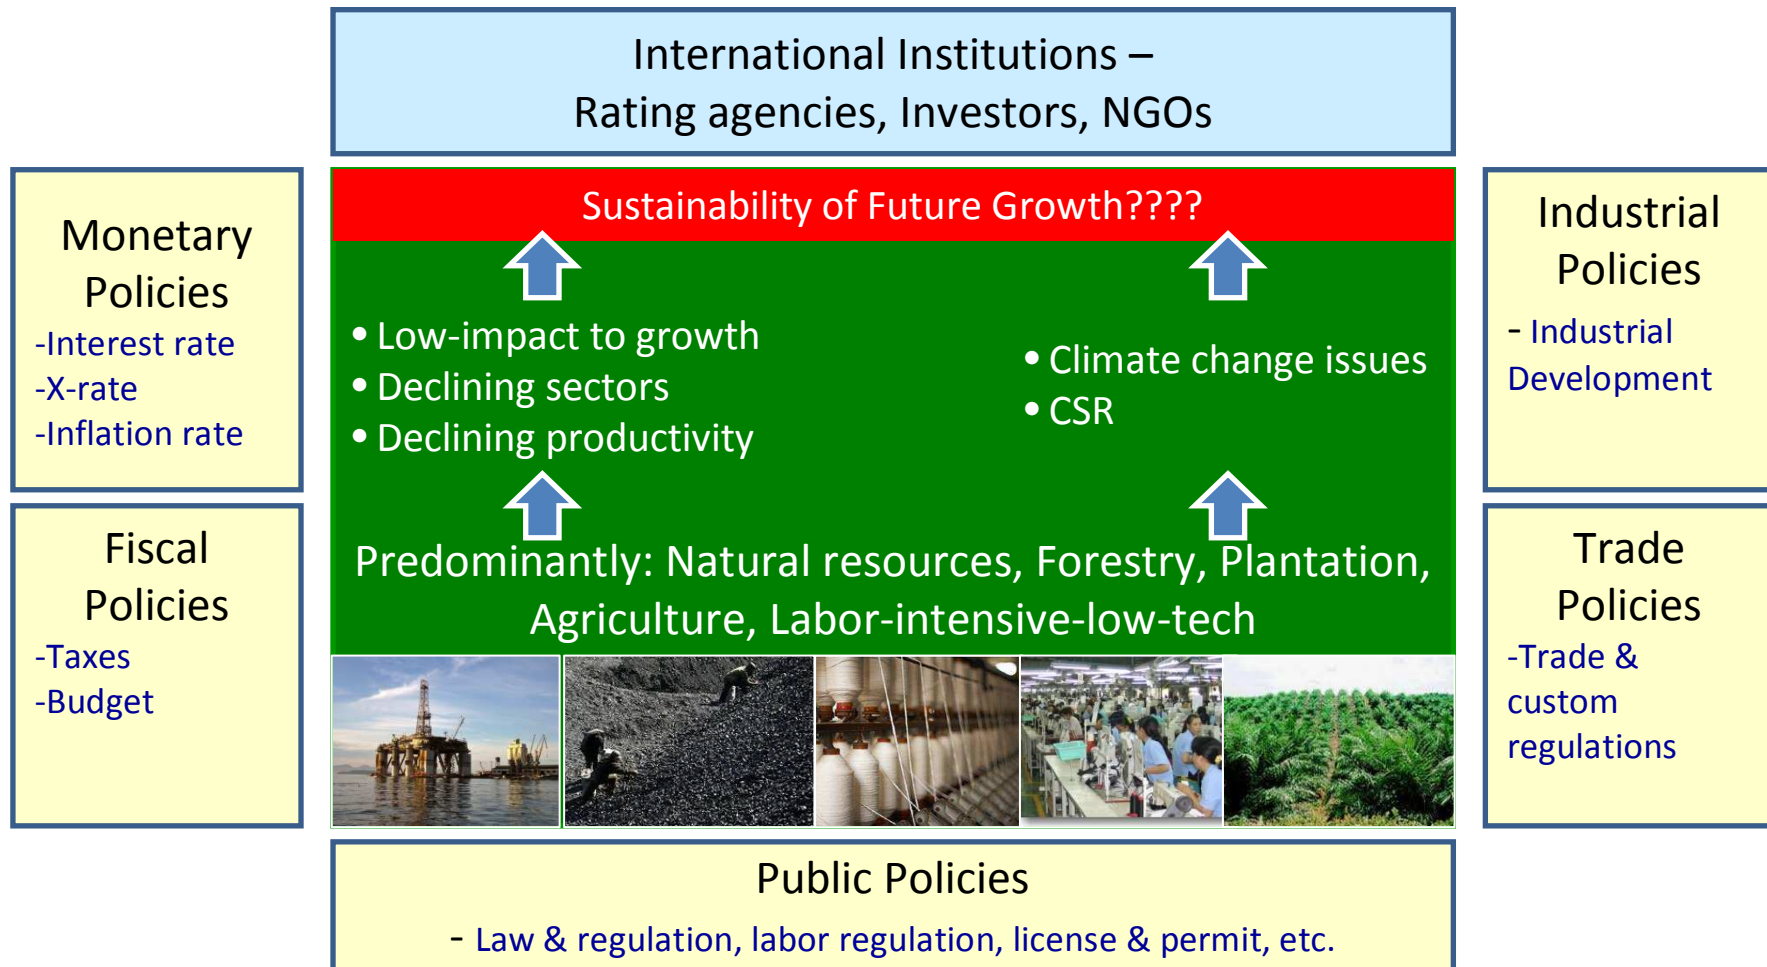 International Institutions –
Rating agencies, Investors, NGOs
Monetary
Policies
-Interest rate
-X-rate
-Inflation rate
Fiscal
Policies
-Taxes
-Budget
Sustainability of Future Growth????
• Low-impact to growth
• Declining sectors
• Declining productivity
• Climate change issues
• CSR
Predominantly: Natural resources, Forestry, Plantation,
Agriculture, Labor-intensive-low-tech
Industrial
Policies
- Industrial
Development
Trade
Policies
-Trade &
custom
regulations
Public Policies
- Law & regulation, labor regulation, license & permit, etc.